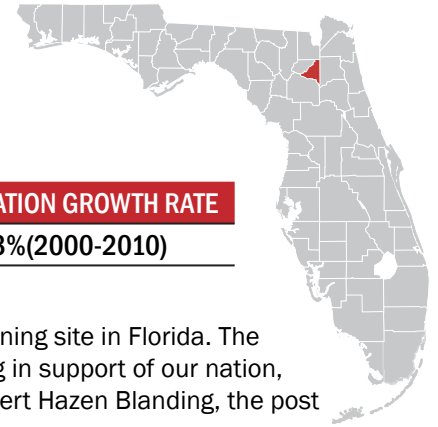 ATION GROWTH RATE
%(2000-2010)
ning site in Florida. The
g in support of our nation,
ert Hazen Blanding, the post